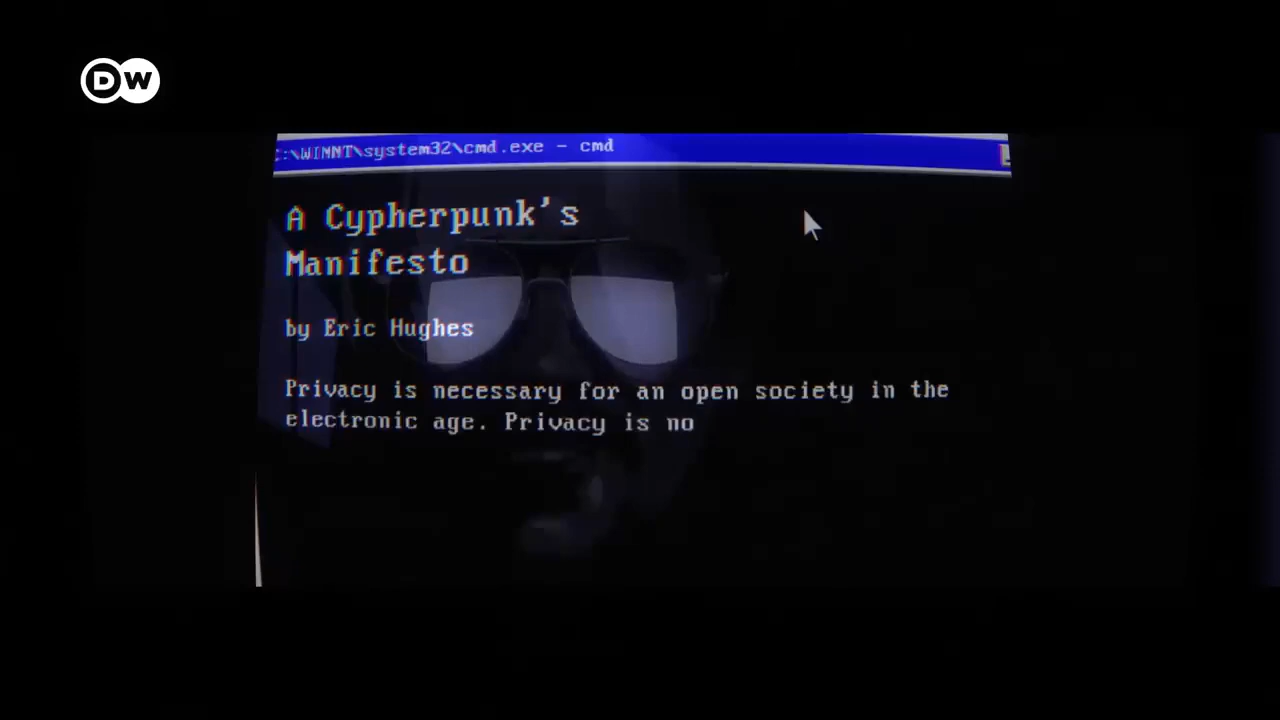 DW
:\WINNT\system32\cmd.exe - cmd
A Cypherpunk's
Manifesto
by Eric Hughes
Privacy is necessary for an open society in the
electronic age. Privacy is no